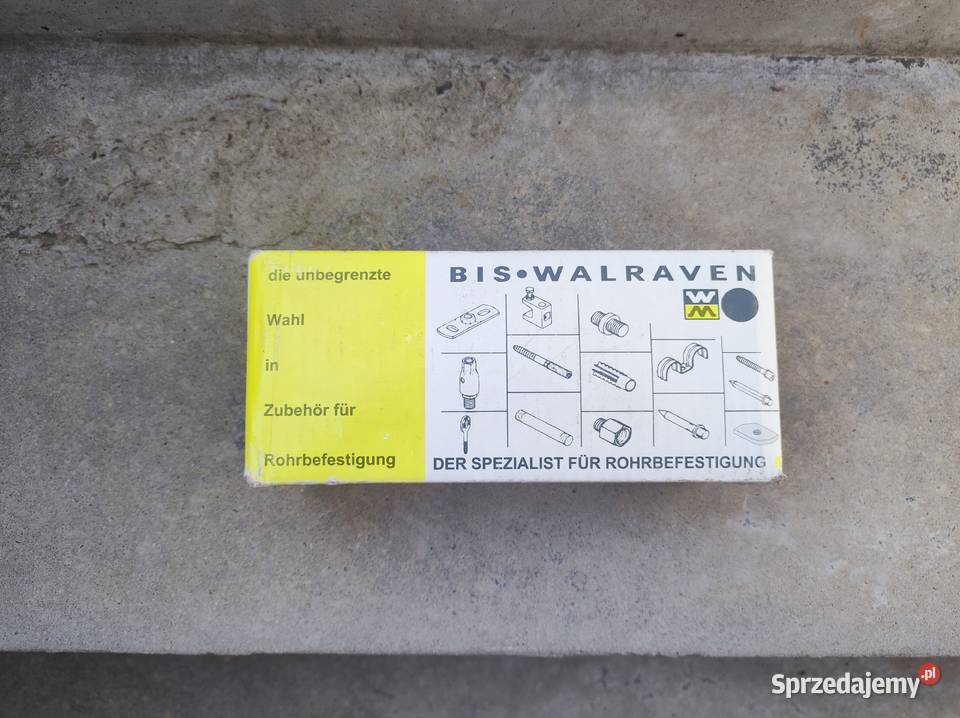 die unbegrenzte
Wahl
in
Zubehör für
Rohrbefestigung
BIS•WALRAVEN
W
M
DER SPEZIALIST FÜR ROHRBEFESTIGUNG
Sprzedajemy.pl